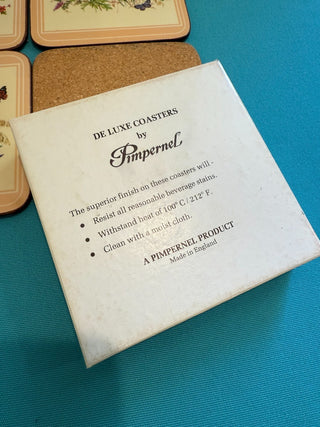 DE LUXE COASTERS
by
Pimpernel
The superior finish on these coasters will -
• Resist all reasonable beverage stains.
• Withstand heat of 100° C / 212° F.
• Clean with a moist cloth.
A PIMPERNEL PRODUCT
Made in England